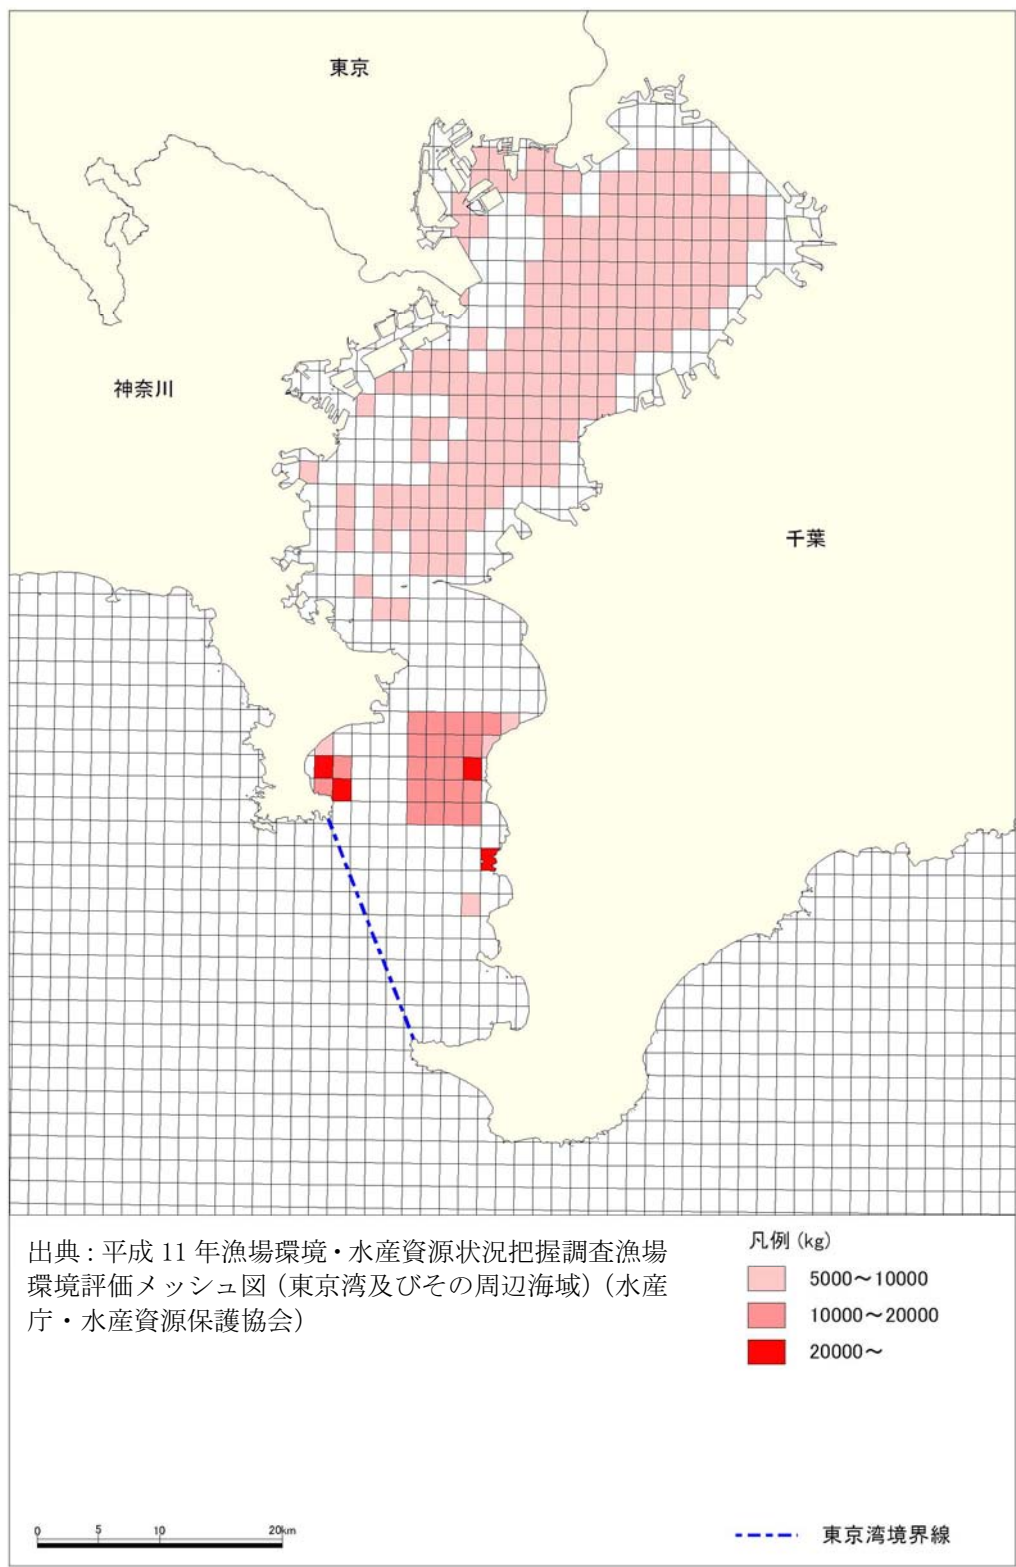 東京
神奈川
千葉
出典：平成 11 年漁場環境・水産資源状況把握調査漁場
環境評価メッシュ図（東京湾及びその周辺海域）（水産
庁・水産資源保護協会）
凡例 (kg)
5000～10000
10000～20000
20000～
0 5 10 20km
東京湾境界線